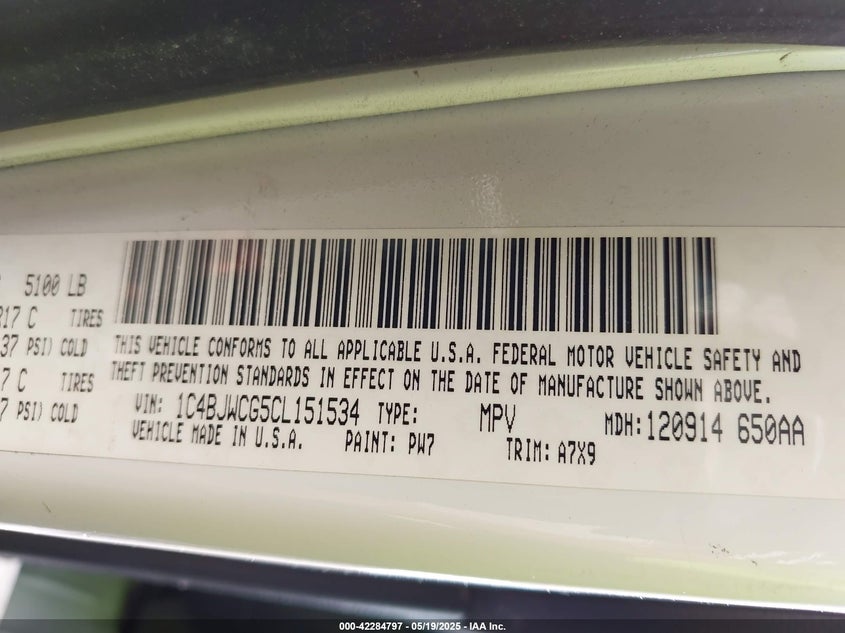 5100 LB
R17 C TIRES
37 PSI) COLD
7 C TIRES
7 PSI) COLD
THIS VEHICLE CONFORMS TO ALL APPLICABLE U.S.A. FEDERAL MOTOR VEHICLE SAFETY AND
THEFT PREVENTION STANDARDS IN EFFECT ON THE DATE OF MANUFACTURE SHOWN ABOVE.
VIN: 1C4BJWCG5CL151534 TYPE: MPV MDH: 120914 650AA
VEHICLE MADE IN U.S.A. PAINT: PW7 TRIM: A7X9
000-42284797 - 05/19/2025 - IAA Inc.